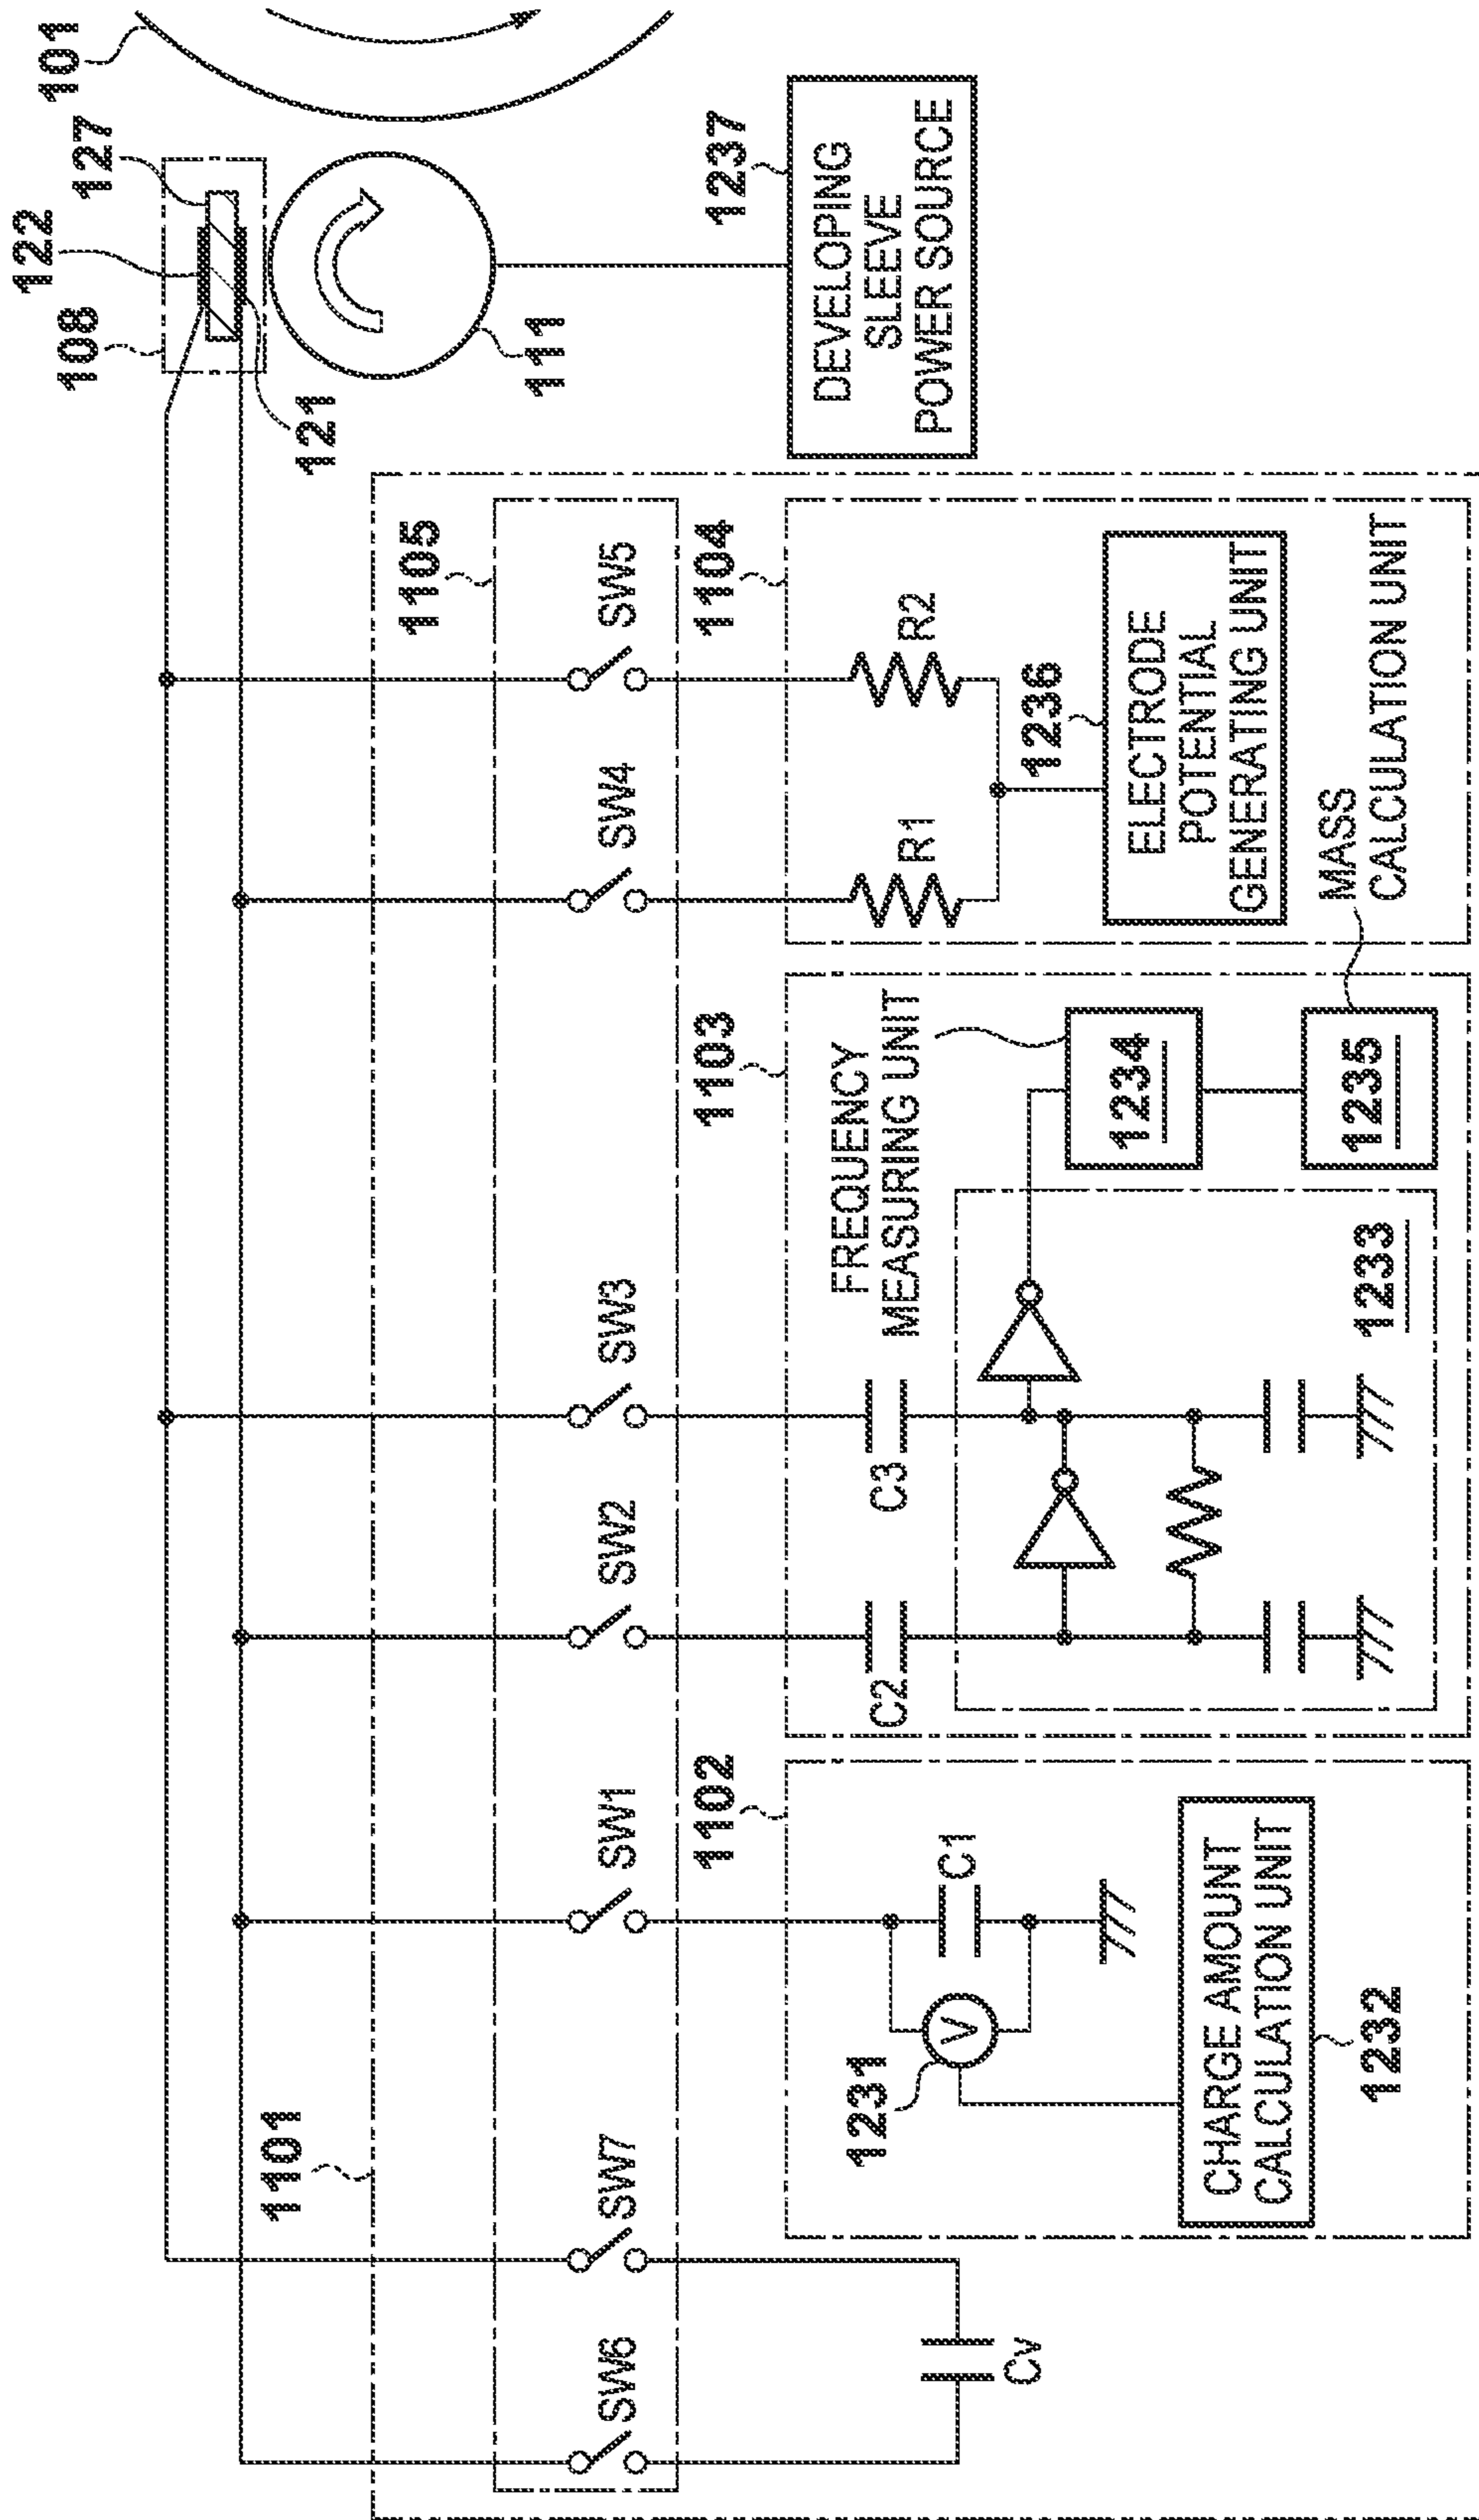 101
127
122
108
121
111
1237
DEVELOPING
SLEEVE
POWER SOURCE
1101
1105
SW6
SW7
SW1
SW2
SW3
SW4
SW5
1102
1103
1104
Cv
1231
V
C1
CHARGE AMOUNT
CALCULATION UNIT
1232
C2
C3
1233
FREQUENCY
MEASURING UNIT
1234
1235
MASS
CALCULATION UNIT
R1
R2
1236
ELECTRODE
POTENTIAL
GENERATING UNIT